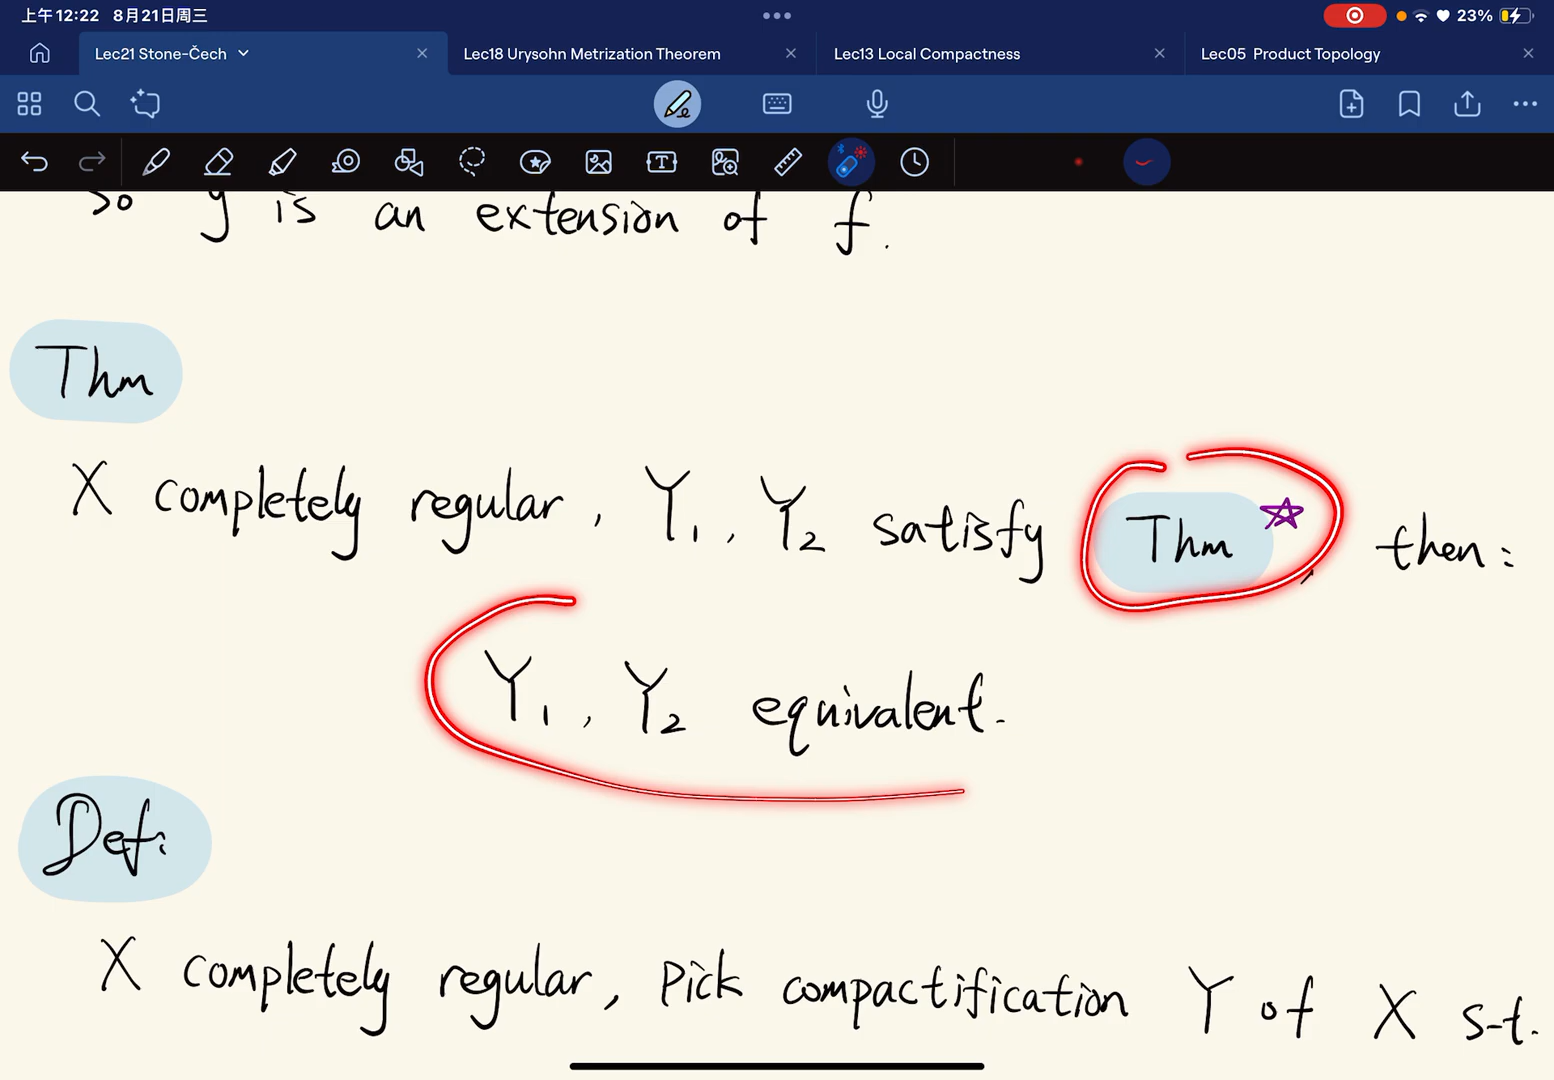 上午12:22 8月21日周三 23%
Lec21 Stone-Čech Lec18 Urysohn Metrization Theorem Lec13 Local Compactness Lec05 Product Topology
so g is an extension of f.
Thm
X completely regular, Y₁, Y₂ satisfy Thm☆ then:
Y₁, Y₂ equivalent.
Def:
X completely regular, Pick compactification Y of X s-t.